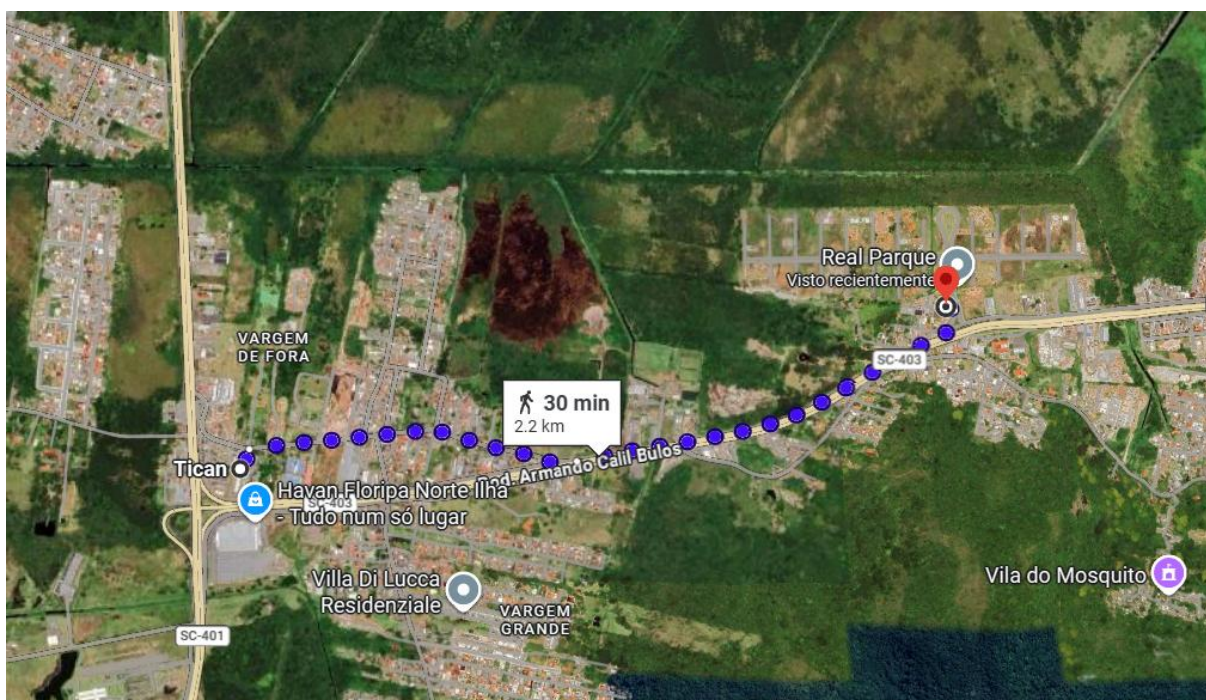 Real Parque
Visto recientemente
VARGEM
DE FORA
SC-403
30 min
2.2 km
Rod. Armando Calil Bulos
Tican
Havan Floripa Norte Ilha
- Tudo num só lugar
SC-403
Villa Di Lucca
Residenziale
VARGEM
GRANDE
Vila do Mosquito
SC-401